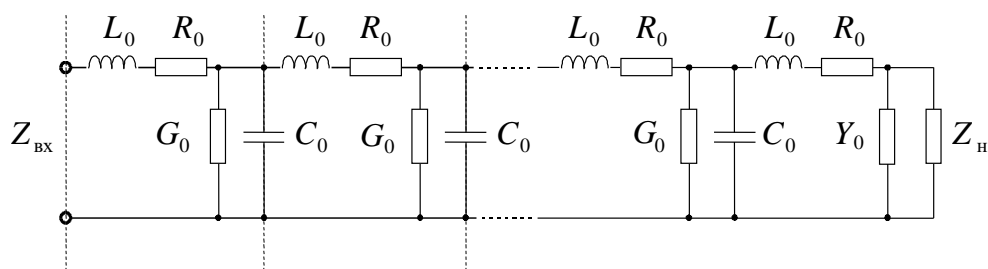 L₀ R₀ L₀ R₀ L₀ R₀ L₀ R₀
Zвх G₀ C₀ G₀ C₀ G₀ C₀ Y₀ Zн